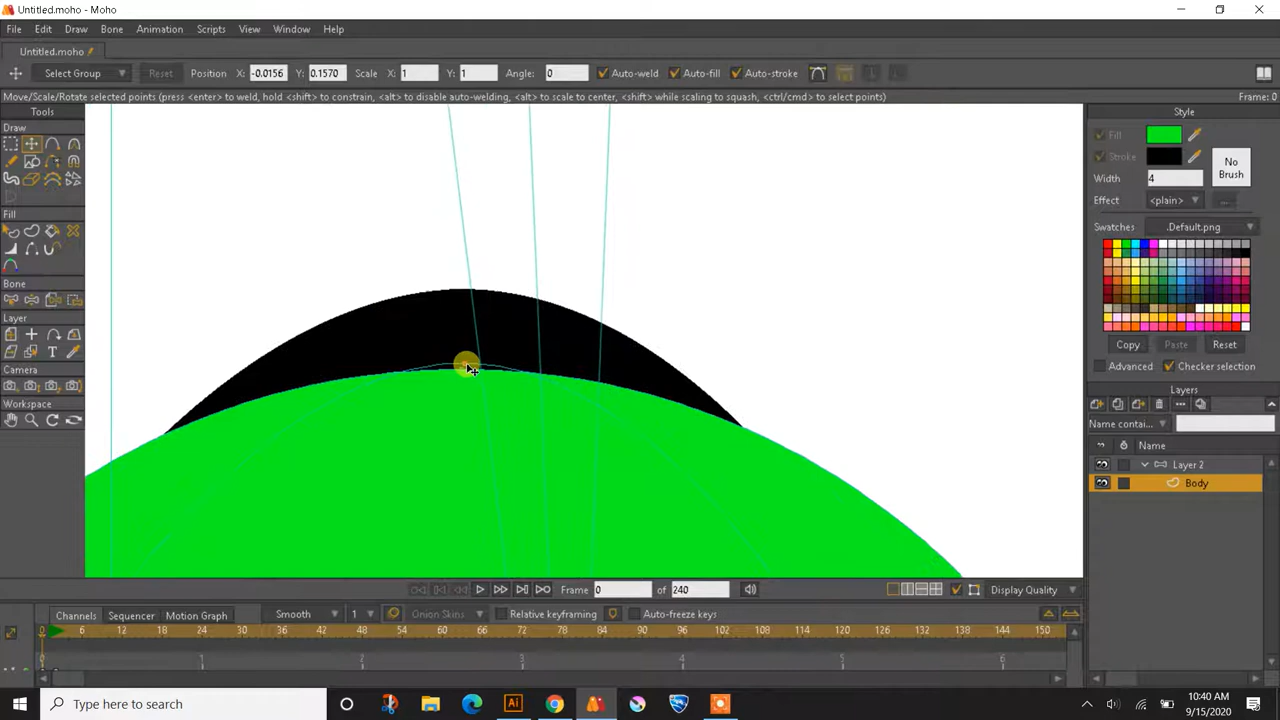 Untitled.moho - Moho
File Edit Draw Bone Animation Scripts View Window Help
Untitled.moho
Select Group Reset Position X: -0.0156 Y: 0.1570 Scale X: 1 Y: 1 Angle: 0 Auto-weld Auto-fill Auto-stroke
Move/Scale/Rotate selected points (press <enter> to weld, hold <shift> to constrain, <alt> to disable auto-welding, <alt> to scale to center, <shift> while scaling to squash, <ctrl/cmd> to select points) Frame: 0
Tools
Draw
Fill
Bone
Layer
Camera
Workspace
Style
Fill
Stroke
No Brush
Width 4
Effect <plain> ...
Swatches .Default.png
Copy Paste Reset
Advanced Checker selection
Layers
Name contai...
Name
Layer 2
Body
Frame 0 of 240 Display Quality
Channels Sequencer Motion Graph Smooth 1 Onion Skins Relative keyframing Auto-freeze keys
0 6 12 18 24 30 36 42 48 54 60 66 72 78 84 90 96 102 108 114 120 126 132 138 144 150
0 1 2 3 4 5 6
Type here to search
10:40 AM
9/15/2020